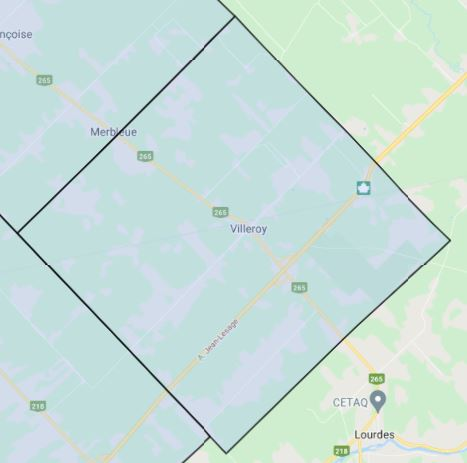 nçoise
265
Merbleue
265
265
Villeroy
265
A. Jean-Lesage
265
218
CETAQ
Lourdes
218